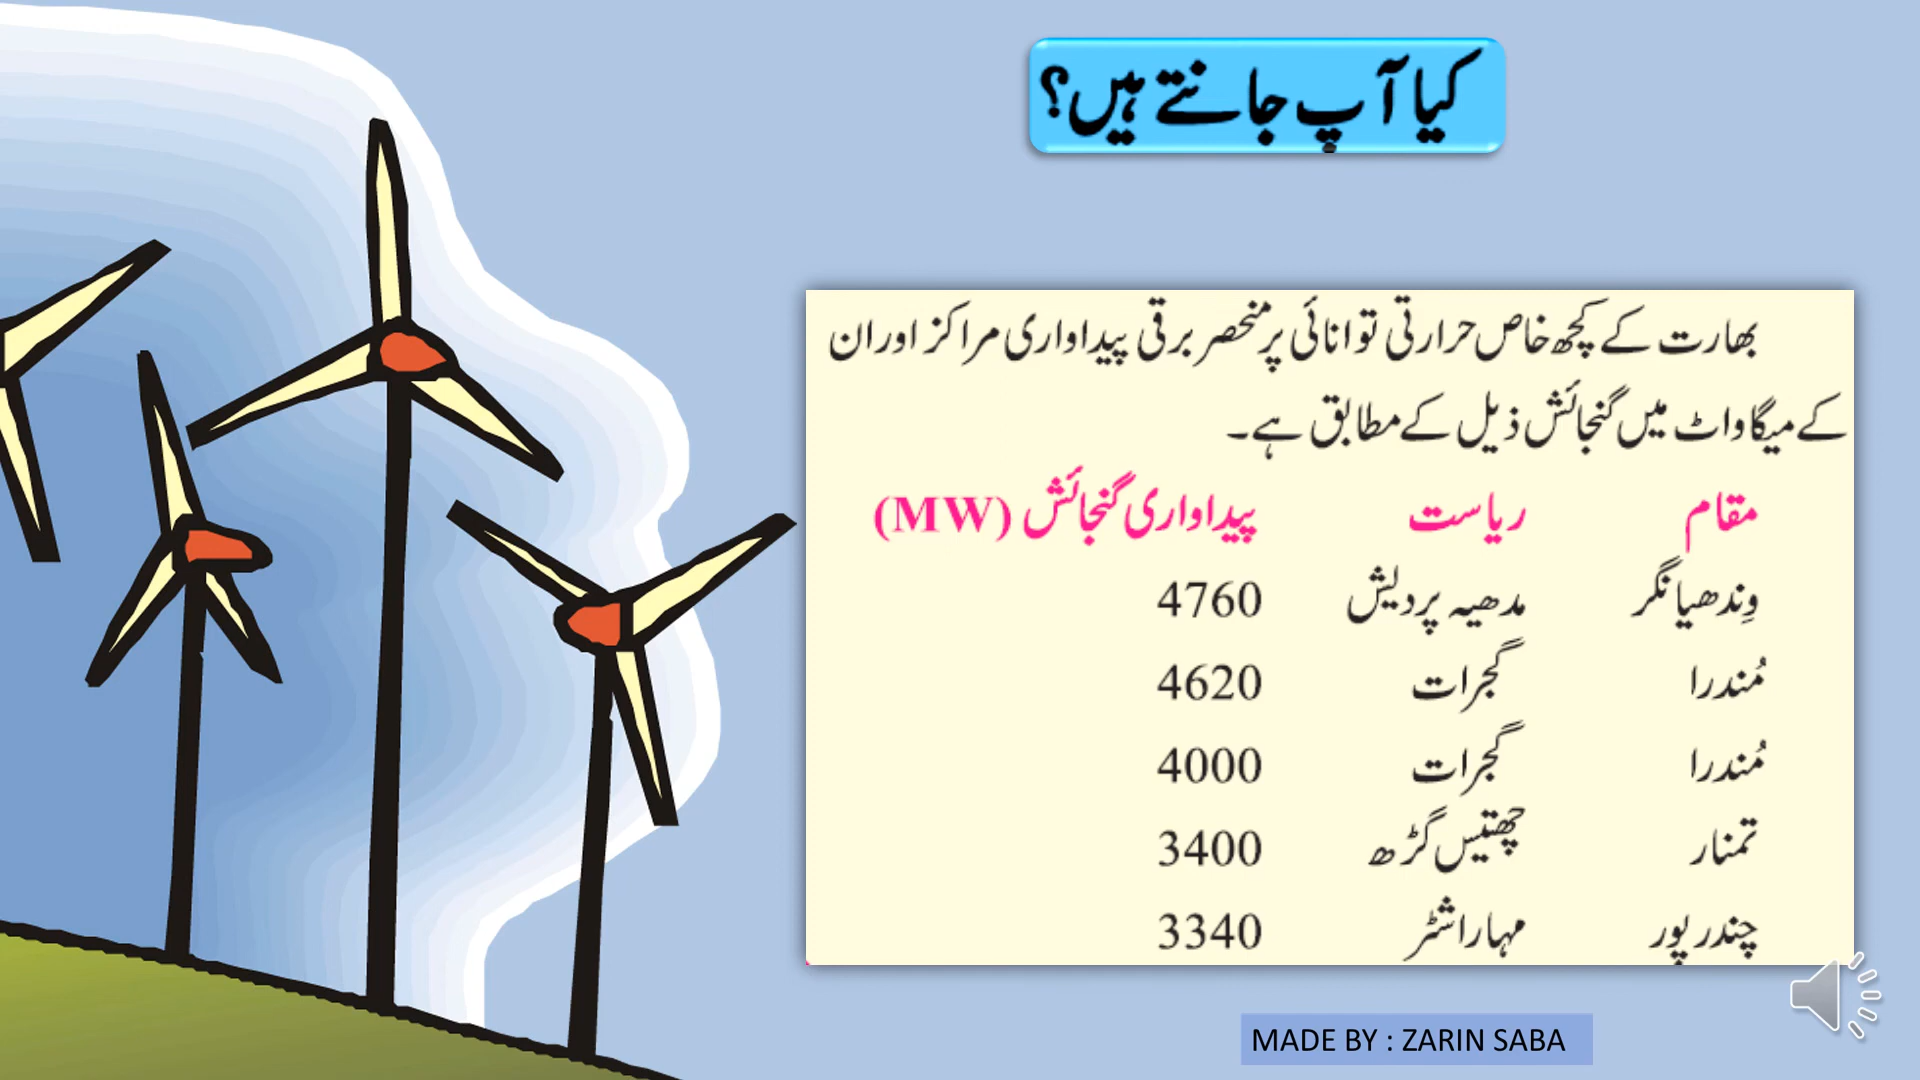 کیا آپ جانتے ہیں؟
بھارت کے کچھ خاص حرارتی توانائی پر منحصر برقی پیداواری مراکز اور ان
کے میگاواٹ میں گنجائش ذیل کے مطابق ہے۔
مقام ریاست پیداواری گنجائش (MW)
وِندھیانگر مدھیہ پردیش 4760
مُندرا گجرات 4620
مُندرا گجرات 4000
تمنار چھتیس گڑھ 3400
چندرپور مہاراشٹر 3340
MADE BY : ZARIN SABA